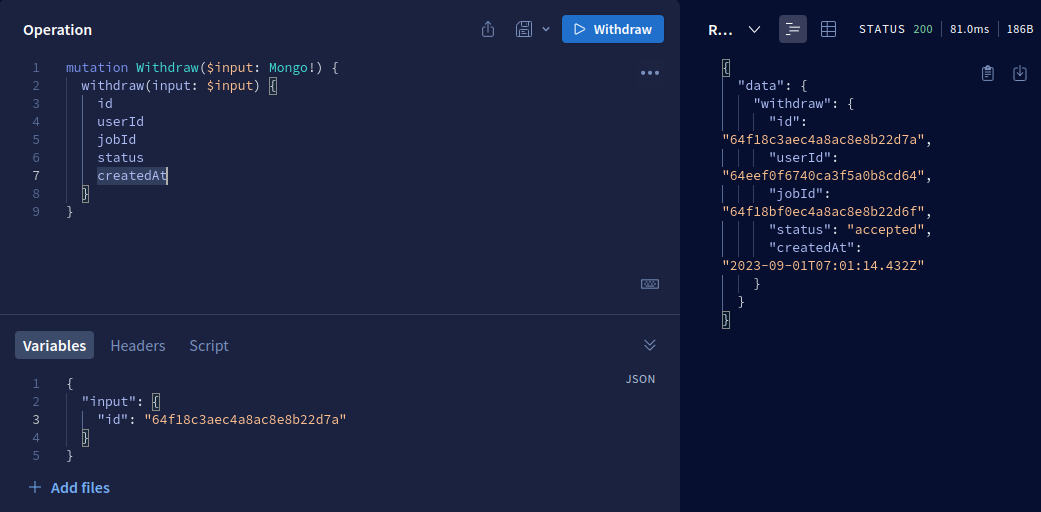 Operation
Withdraw
1 mutation Withdraw($input: Mongo!) {
2 withdraw(input: $input) {
3 id
4 userId
5 jobId
6 status
7 createdAt
8 }
9 }
Variables Headers Script
JSON
1 {
2 "input": {
3 "id": "64f18c3aec4a8ac8e8b22d7a"
4 }
5 }
+ Add files
R... STATUS 200 81.0ms 186B
{
"data": {
"withdraw": {
"id":
"64f18c3aec4a8ac8e8b22d7a",
"userId":
"64eef0f6740ca3f5a0b8cd64",
"jobId":
"64f18bf0ec4a8ac8e8b22d6f",
"status": "accepted",
"createdAt":
"2023-09-01T07:01:14.432Z"
}
}
}